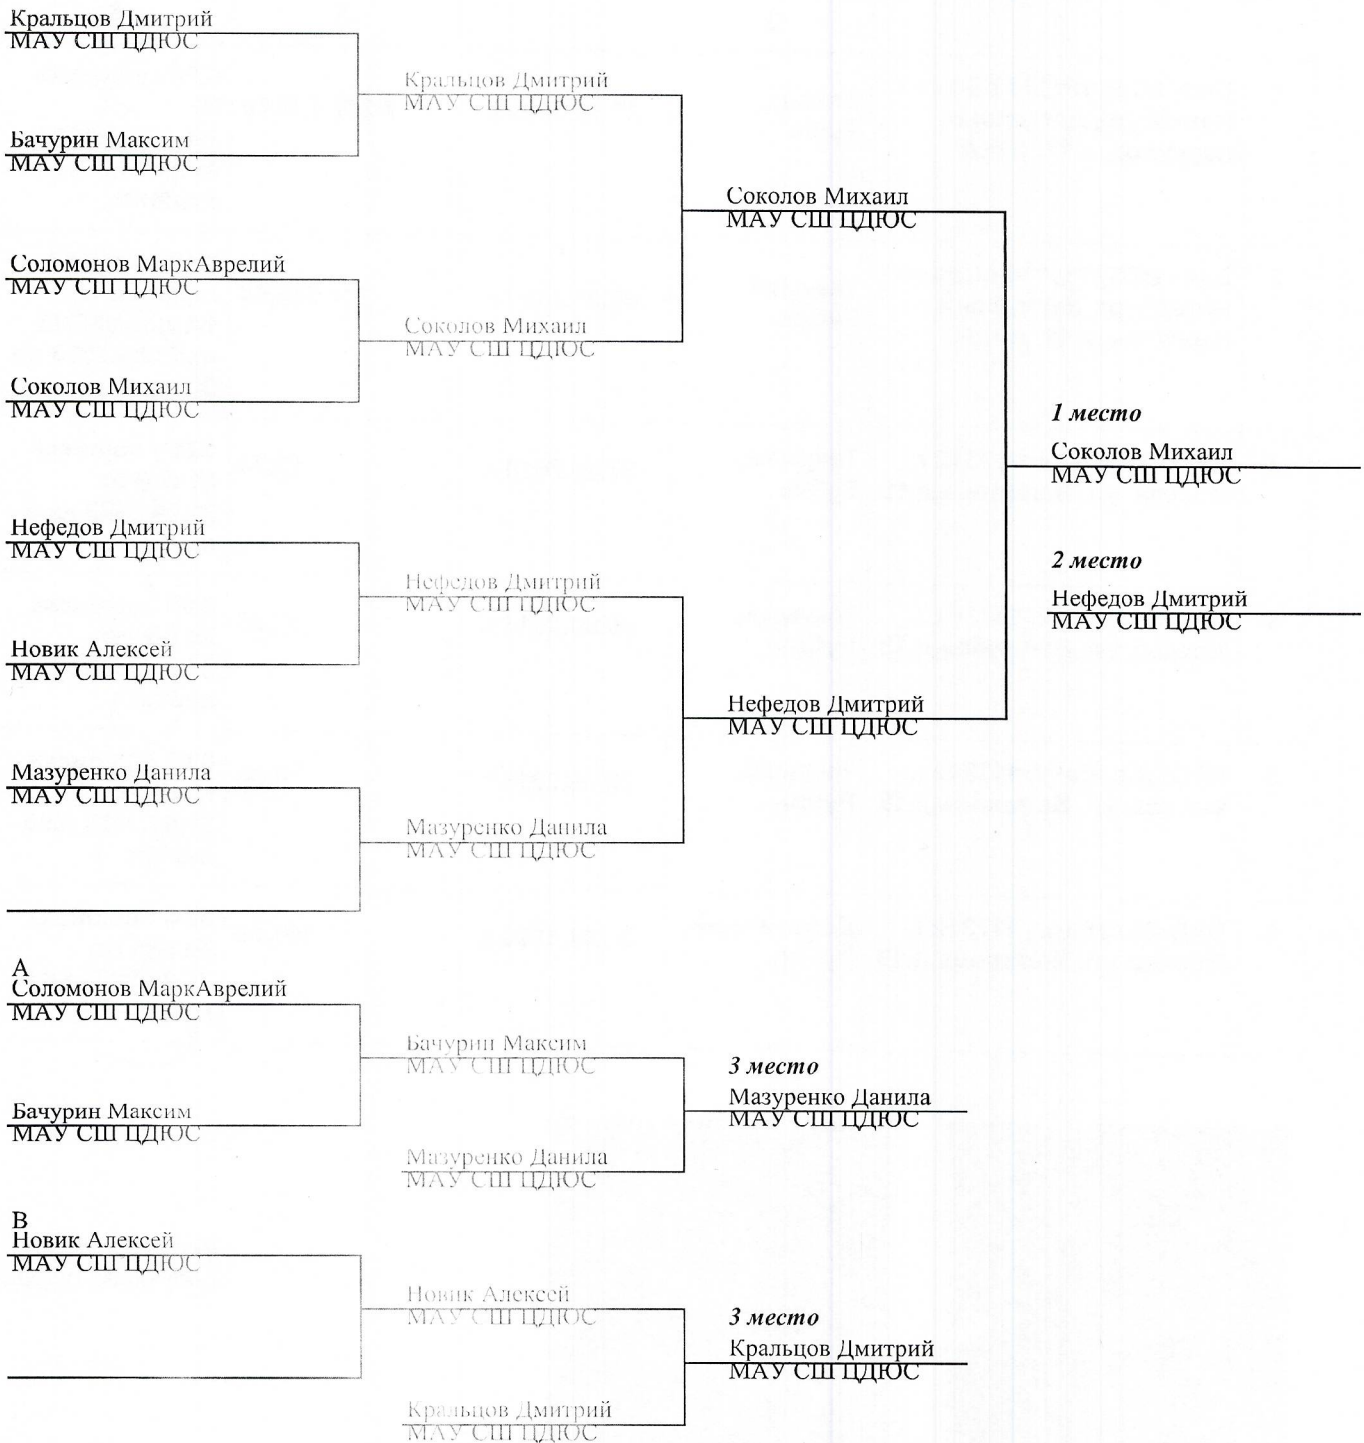 Кральцов Дмитрий
МАУ СШ ЦДЮС
Кральцов Дмитрий
МАУ СШ ЦДЮС
Бачурин Максим
МАУ СШ ЦДЮС
Соколов Михаил
МАУ СШ ЦДЮС
Соломонов МаркАврелий
МАУ СШ ЦДЮС
Соколов Михаил
МАУ СШ ЦДЮС
Соколов Михаил
МАУ СШ ЦДЮС
1 место
Соколов Михаил
МАУ СШ ЦДЮС
Нефедов Дмитрий
МАУ СШ ЦДЮС
2 место
Нефедов Дмитрий
МАУ СШ ЦДЮС
Нефедов Дмитрий
МАУ СШ ЦДЮС
Новик Алексей
МАУ СШ ЦДЮС
Нефедов Дмитрий
МАУ СШ ЦДЮС
Мазуренко Данила
МАУ СШ ЦДЮС
Мазуренко Данила
МАУ СШ ЦДЮС
А
Соломонов МаркАврелий
МАУ СШ ЦДЮС
Бачурин Максим
МАУ СШ ЦДЮС
3 место
Мазуренко Данила
МАУ СШ ЦДЮС
Бачурин Максим
МАУ СШ ЦДЮС
Мазуренко Данила
МАУ СШ ЦДЮС
В
Новик Алексей
МАУ СШ ЦДЮС
Новик Алексей
МАУ СШ ЦДЮС
3 место
Кральцов Дмитрий
МАУ СШ ЦДЮС
Кральцов Дмитрий
МАУ СШ ЦДЮС